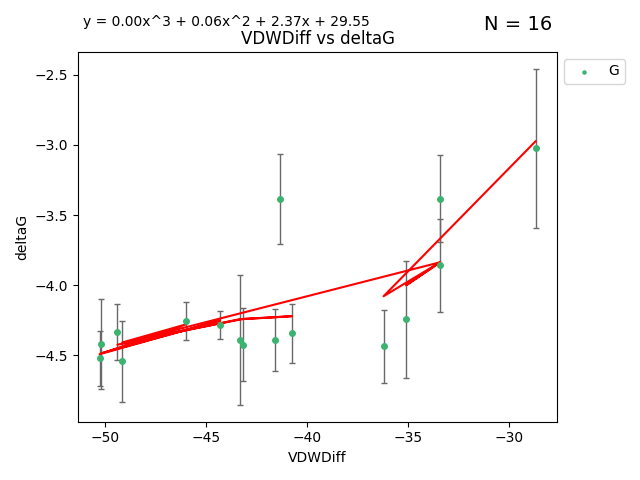 y = 0.00x^3 + 0.06x^2 + 2.37x + 29.55
N = 16
VDWDiff vs deltaG
G
−2.5
−3.0
−3.5
−4.0
−4.5
deltaG
−50
−45
−40
−35
−30
VDWDiff